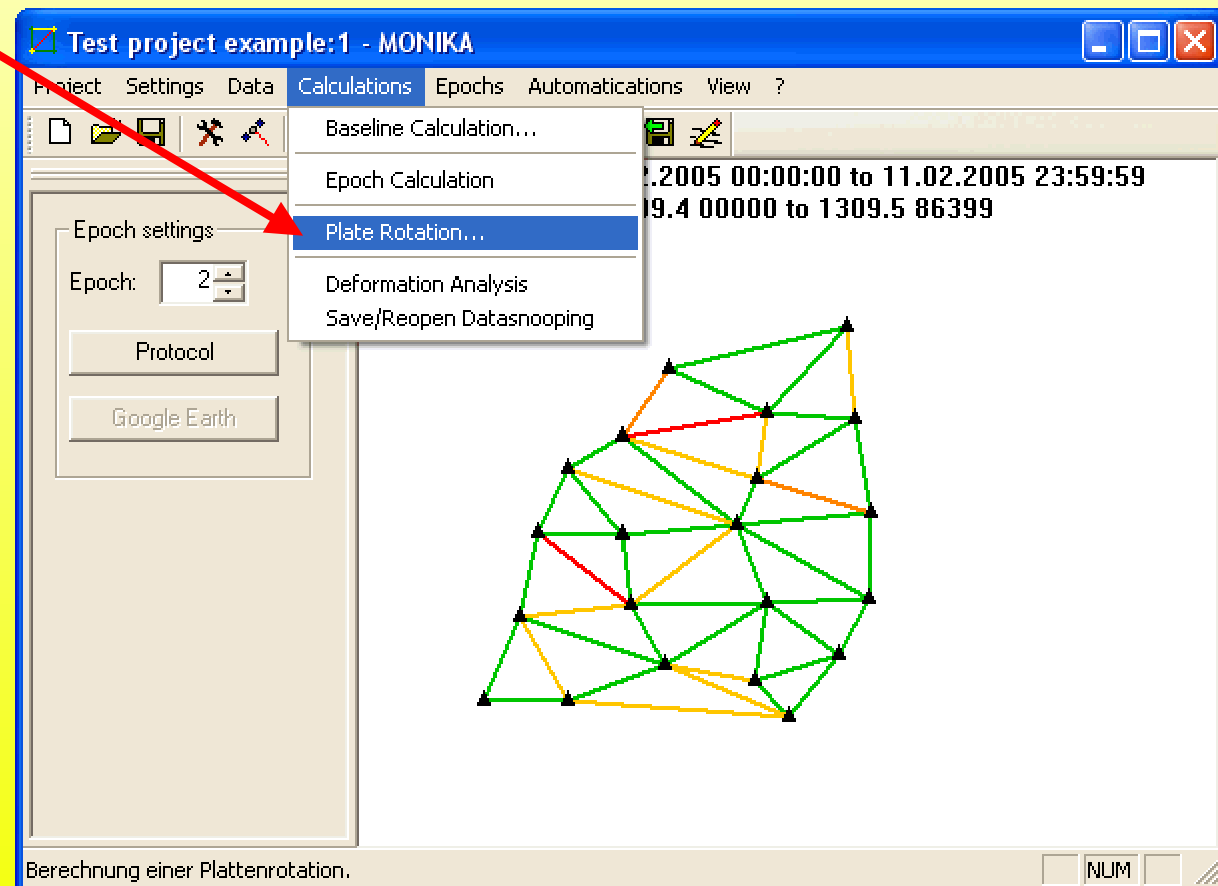 Test project example:1 - MONIKA
Project Settings Data Calculations Epochs Automatications View ?
Baseline Calculation...
Epoch Calculation
Plate Rotation...
Deformation Analysis
Save/Reopen Datasnooping
.2005 00:00:00 to 11.02.2005 23:59:59
9.4 00000 to 1309.5 86399
Epoch settings
Epoch: 2
Protocol
Google Earth
Berechnung einer Plattenrotation.
NUM